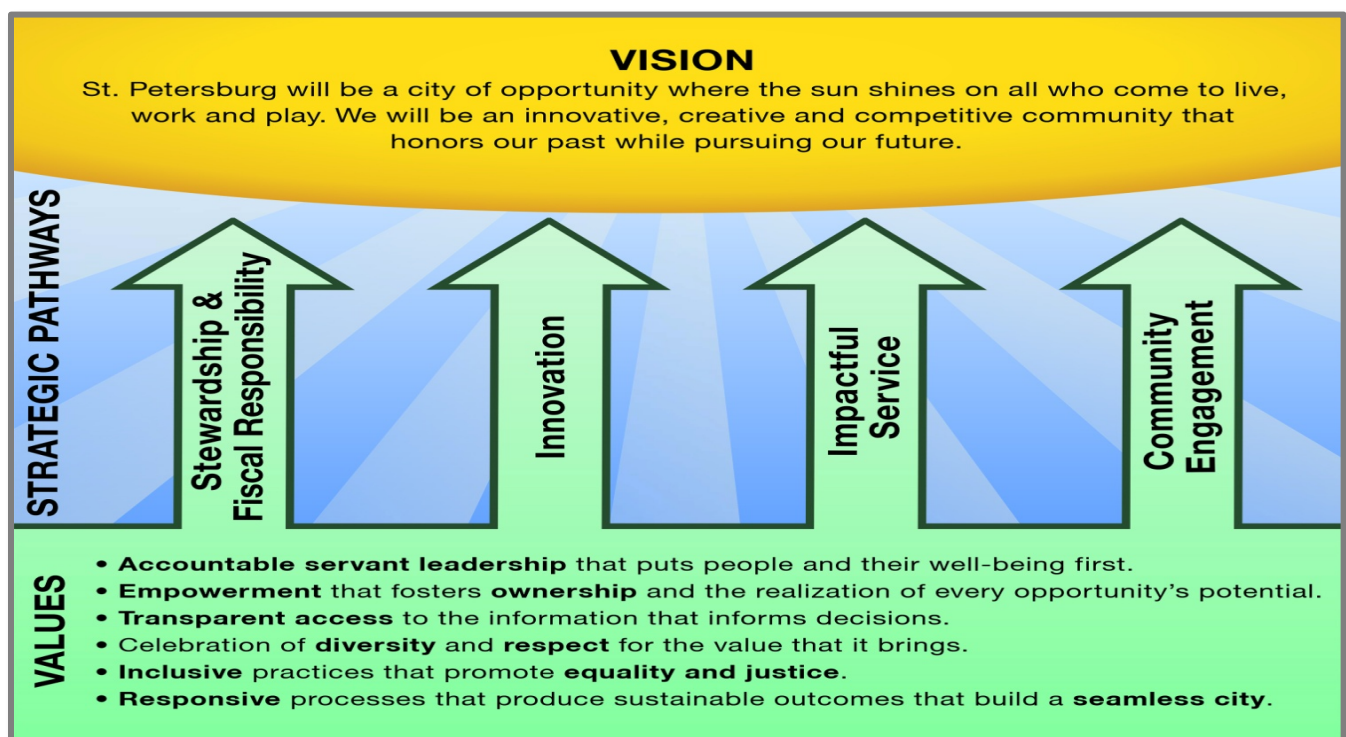 VISION
St. Petersburg will be a city of opportunity where the sun shines on all who come to live,
work and play. We will be an innovative, creative and competitive community that
honors our past while pursuing our future.
STRATEGIC PATHWAYS
Stewardship &
Fiscal Responsibility
Innovation
Impactful
Service
Community
Engagement
VALUES
• Accountable servant leadership that puts people and their well-being first.
• Empowerment that fosters ownership and the realization of every opportunity’s potential.
• Transparent access to the information that informs decisions.
• Celebration of diversity and respect for the value that it brings.
• Inclusive practices that promote equality and justice.
• Responsive processes that produce sustainable outcomes that build a seamless city.